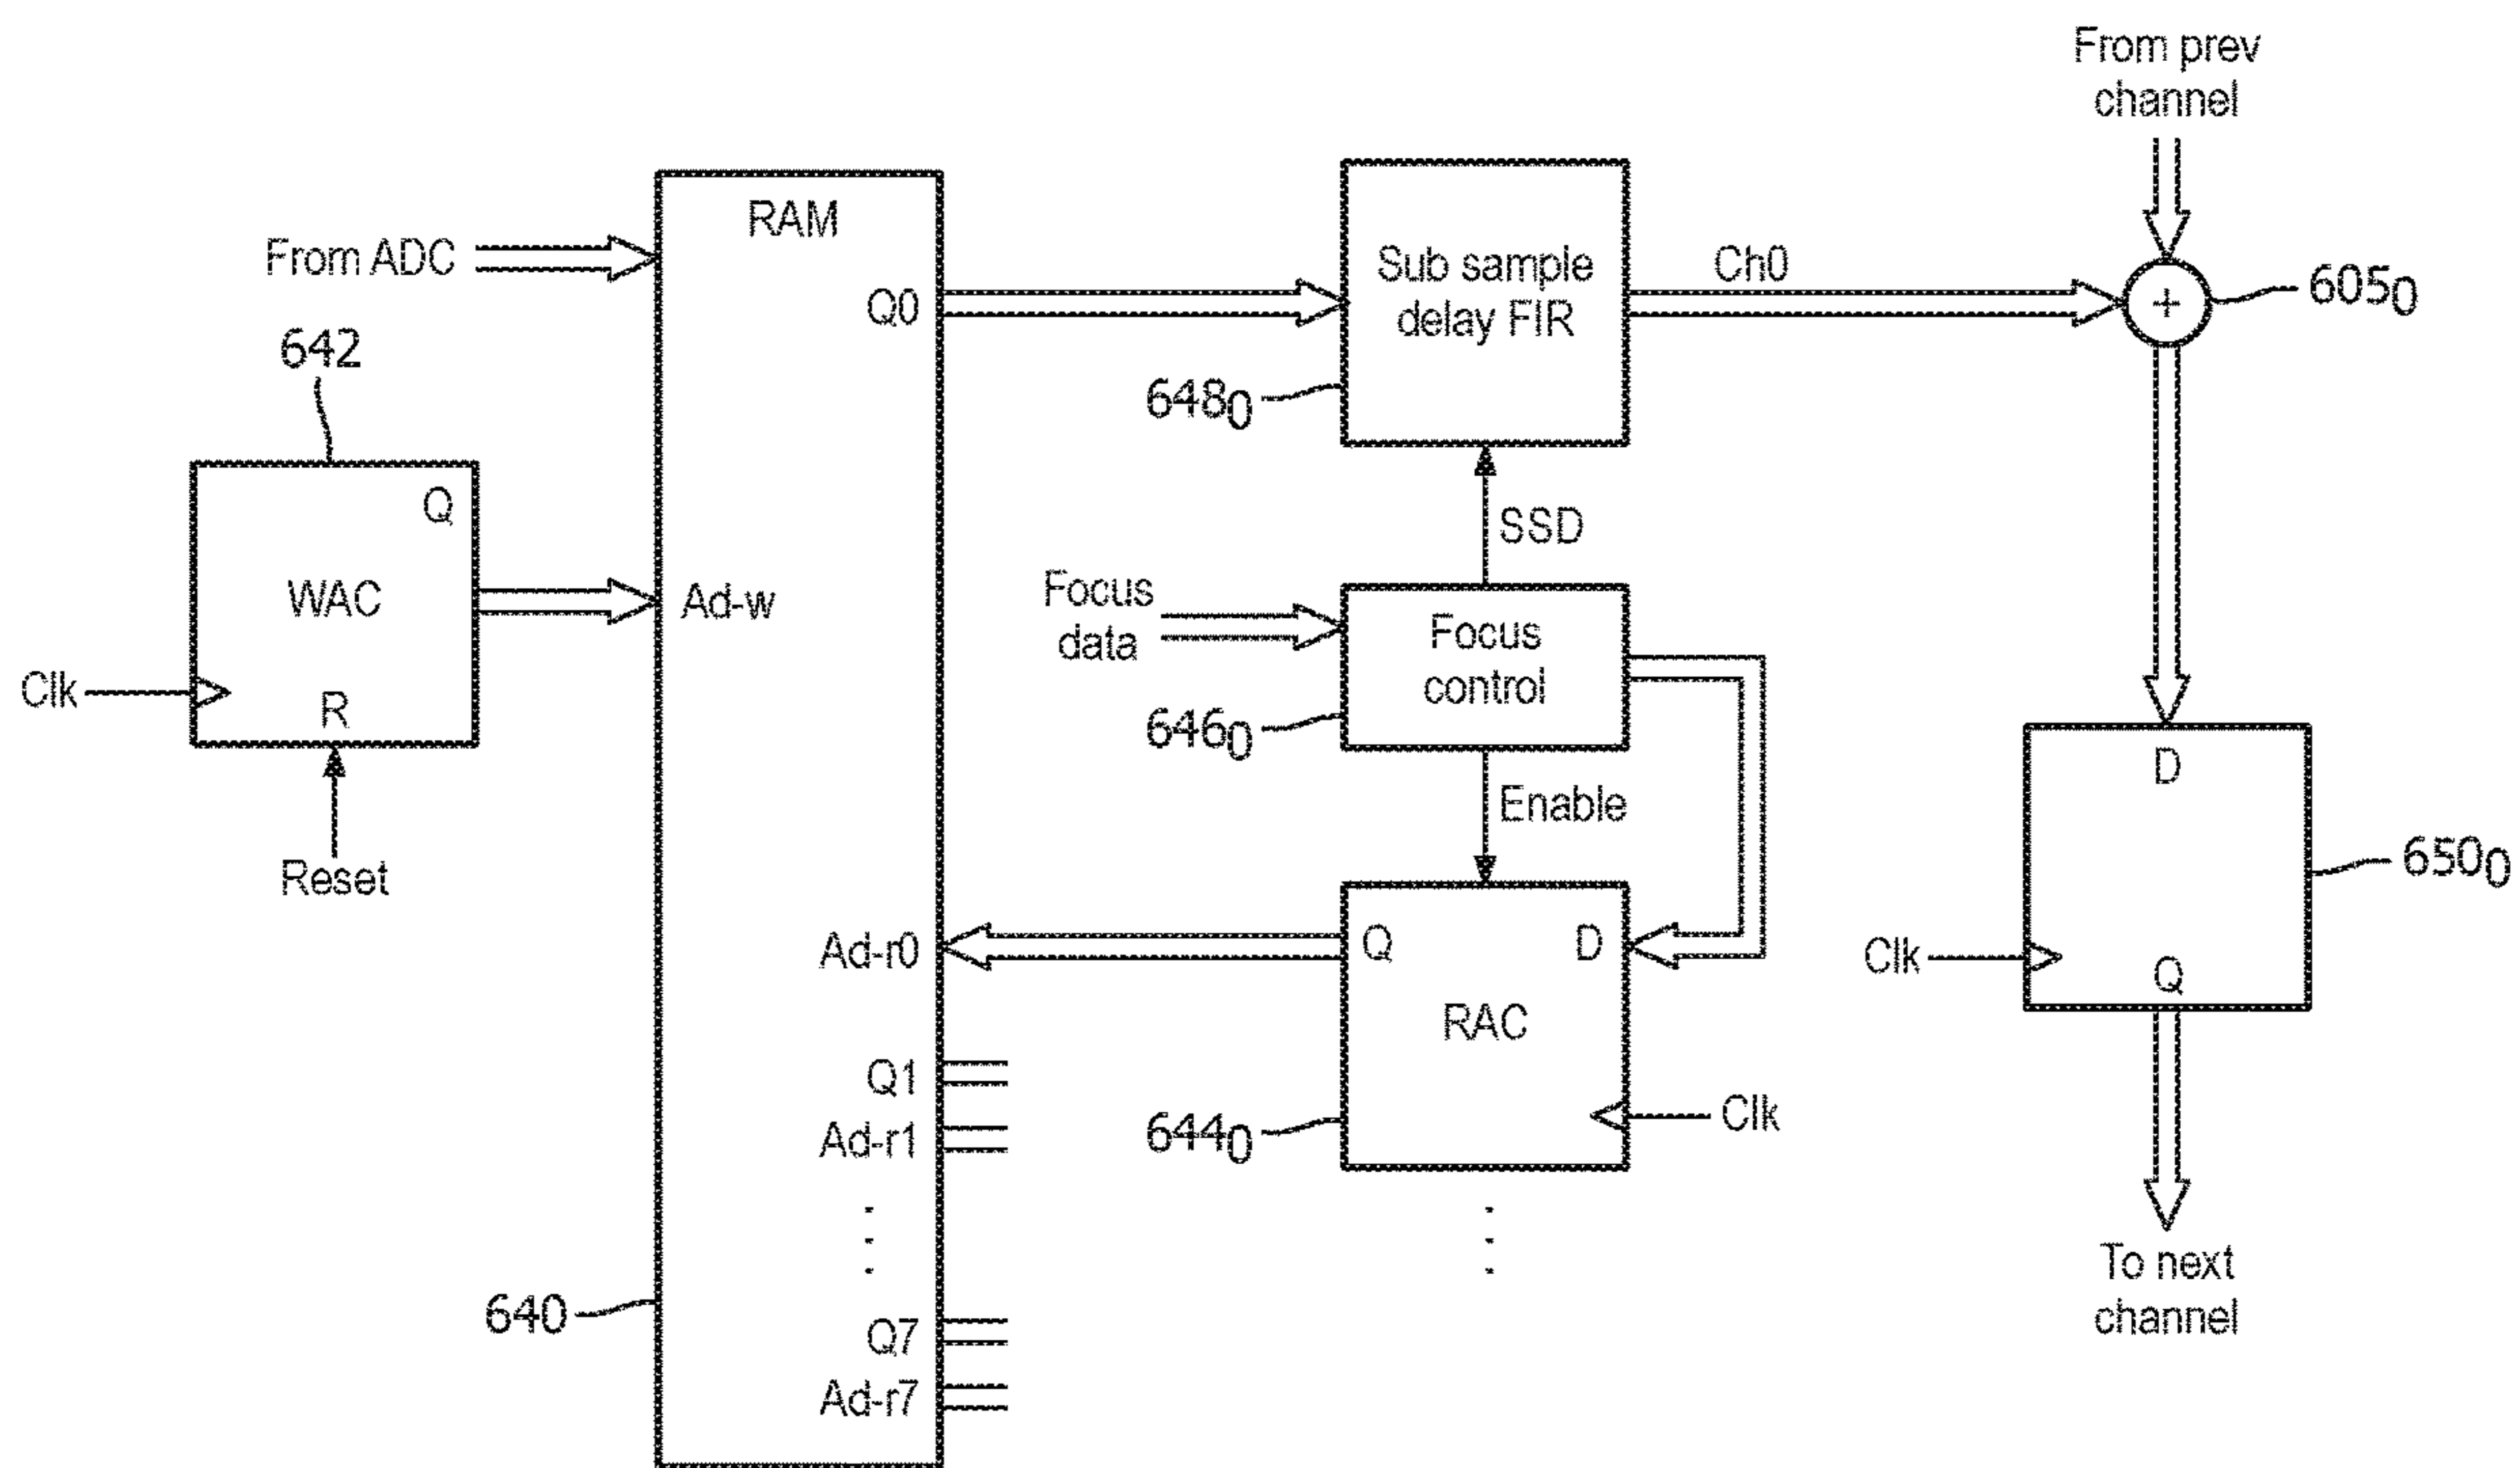 From prev
channel
RAM
From ADC
Q0
Sub sample
delay FIR
Ch0
+
605₀
642
648₀
Q
WAC
Clk
R
Reset
Ad-w
SSD
Focus
data
Focus
control
646₀
Enable
D
650₀
Clk
Q
Ad-r0
Q
D
RAC
644₀
Clk
Q1
Ad-r1
640
Q7
Ad-r7
To next
channel